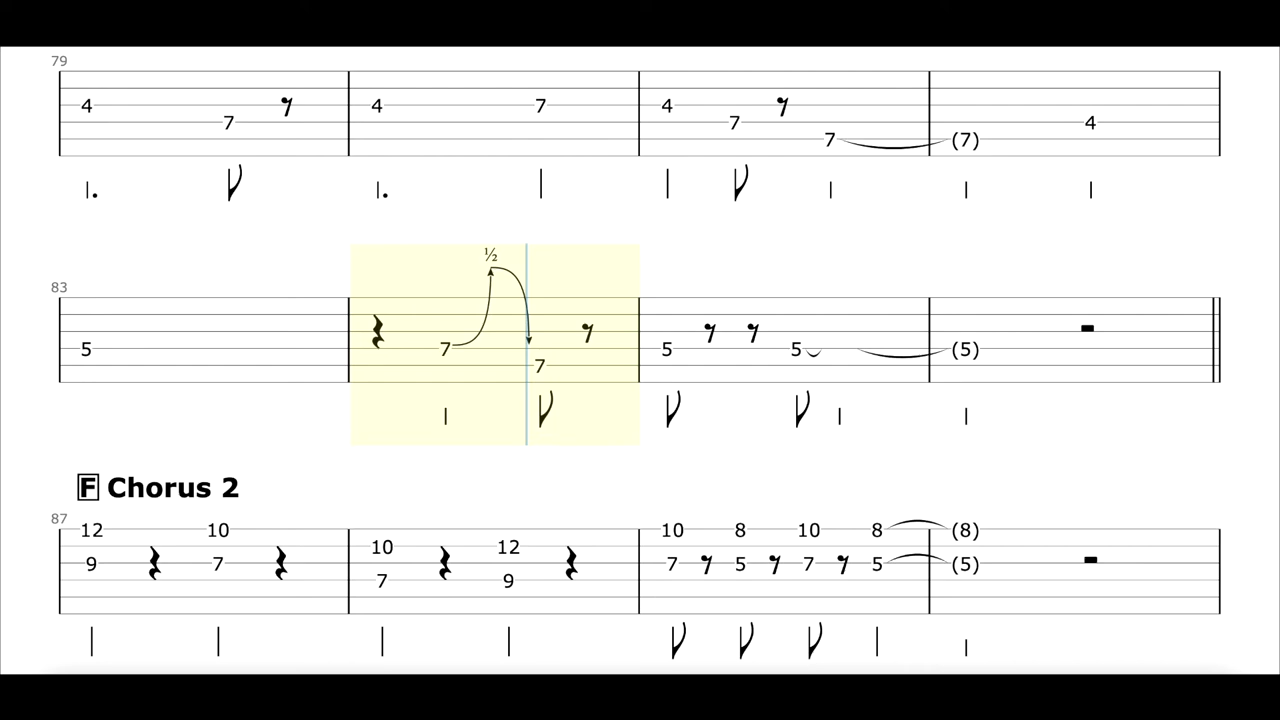 79
4 7 4 7 4 7 7 (7) 4
½
83
5 7 7 5 5 (5)
F Chorus 2
87
12 10 10 8 10 8 (8)
10 12
9 7 7 5 7 5 (5)
7 9